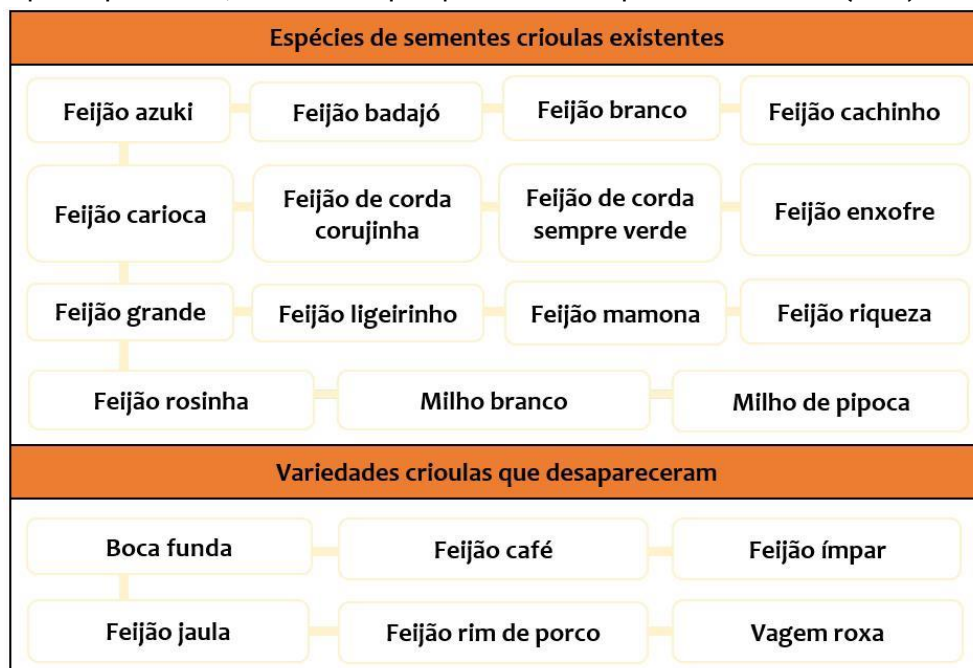 Espécies de sementes crioulas existentes
Feijão azuki
Feijão badajó
Feijão branco
Feijão cachinho
Feijão carioca
Feijão de corda
corujinha
Feijão de corda
sempre verde
Feijão enxofre
Feijão grande
Feijão ligeirinho
Feijão mamona
Feijão riqueza
Feijão rosinha
Milho branco
Milho de pipoca
Variedades crioulas que desapareceram
Boca funda
Feijão café
Feijão ímpar
Feijão jaula
Feijão rim de porco
Vagem roxa